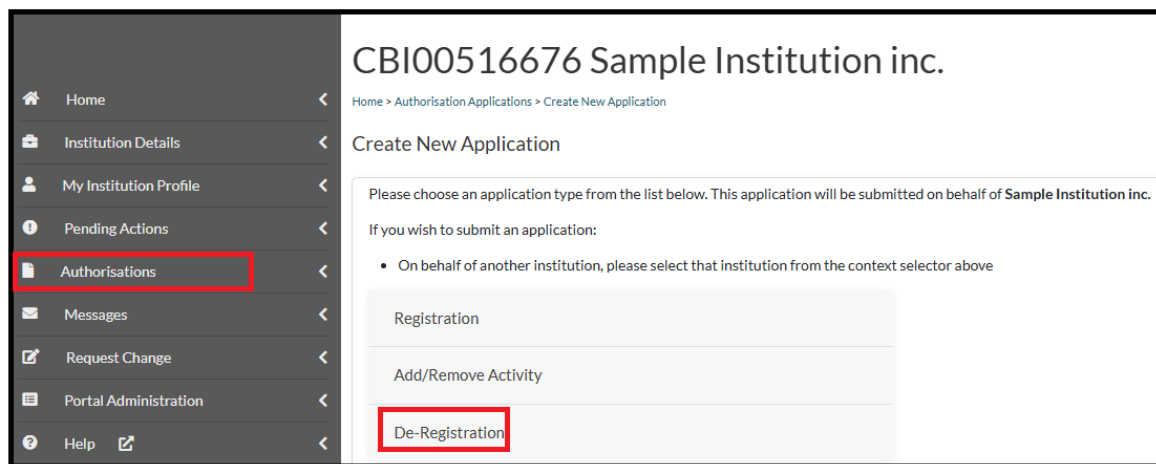 Home
Institution Details
My Institution Profile
Pending Actions
Authorisations
Messages
Request Change
Portal Administration
Help
CBI00516676 Sample Institution inc.
Home > Authorisation Applications > Create New Application
Create New Application
Please choose an application type from the list below. This application will be submitted on behalf of Sample Institution inc.
If you wish to submit an application:
• On behalf of another institution, please select that institution from the context selector above
Registration
Add/Remove Activity
De-Registration